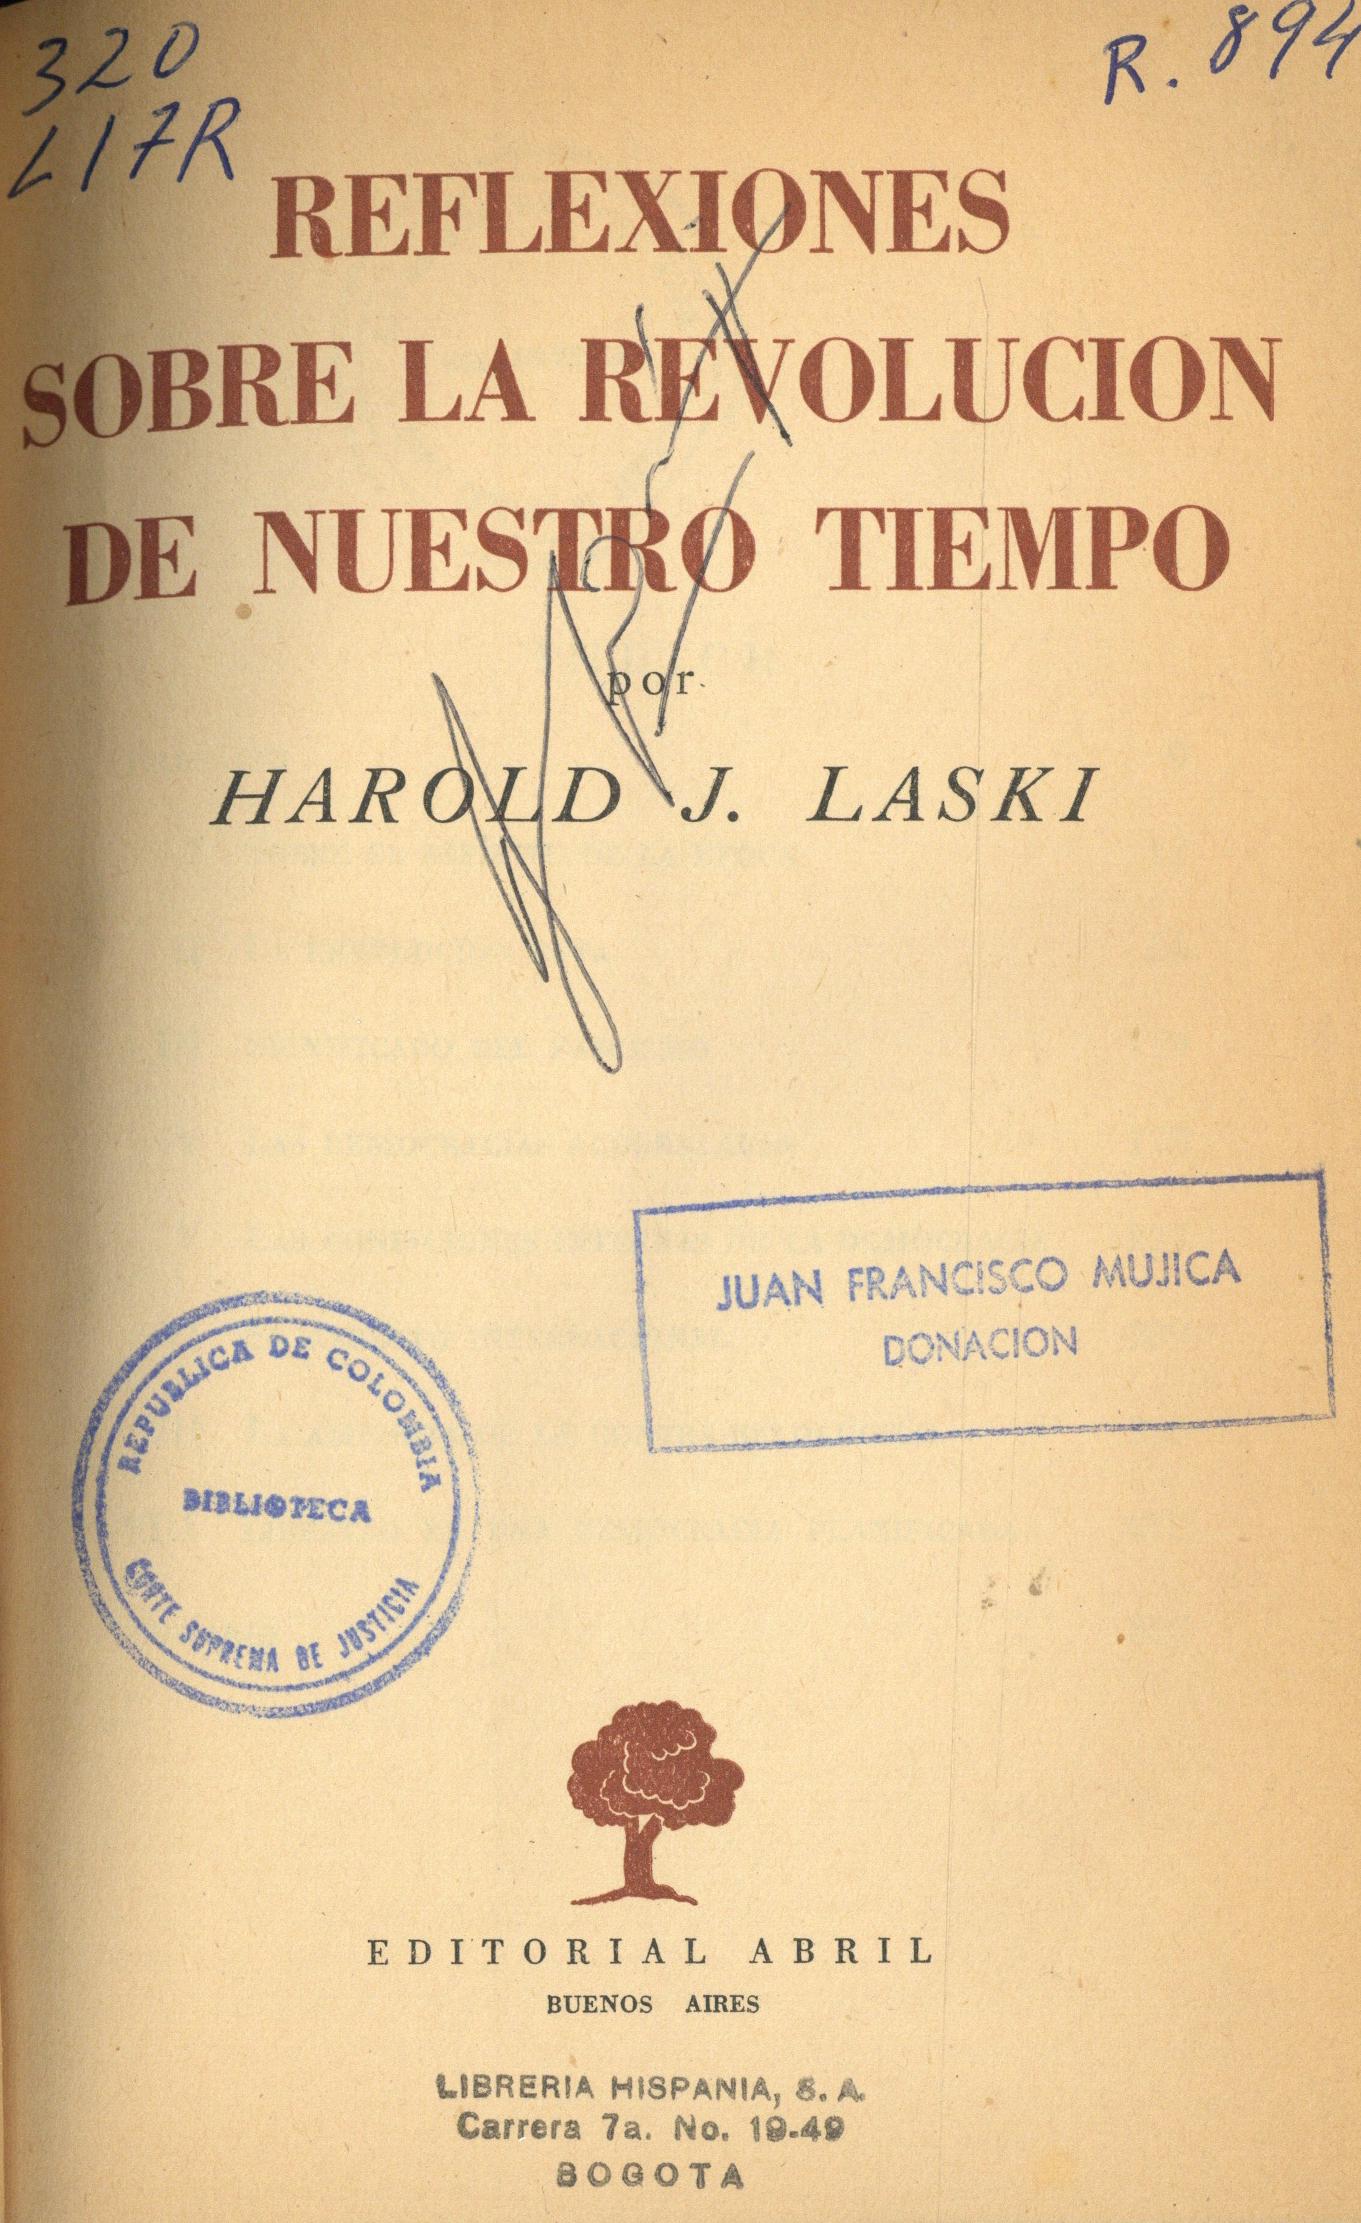 320
L17R
R. 894
REFLEXIONES
SOBRE LA REVOLUCION
DE NUESTRO TIEMPO
por
HAROLD J. LASKI
JUAN FRANCISCO MUJICA
DONACION
REPUBLICA DE COLOMBIA
BIBLIOTECA
CORTE SUPREMA DE JUSTICIA
EDITORIAL ABRIL
BUENOS AIRES
LIBRERIA HISPANIA, S. A.
Carrera 7a. No. 19-49
BOGOTA